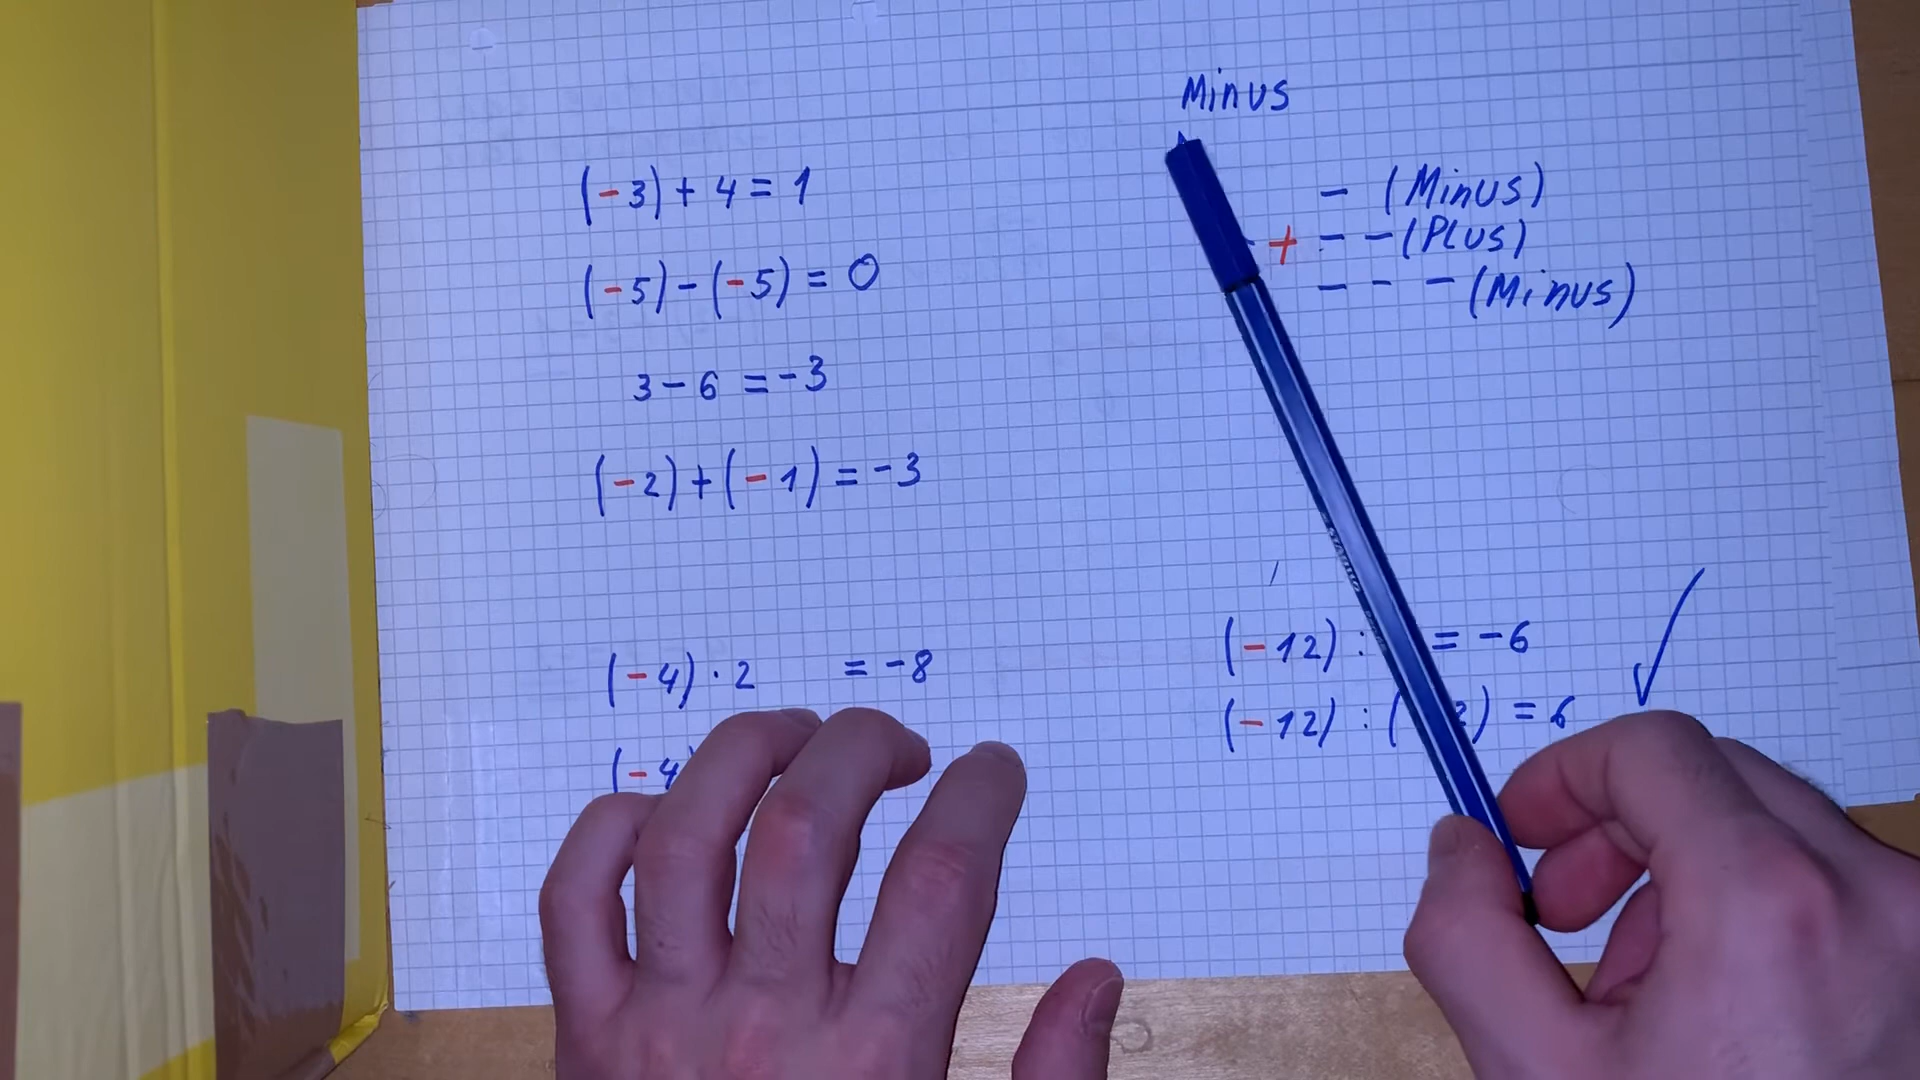 (-3) + 4 = 1
(-5) - (-5) = 0
3 - 6 = -3
(-2) + (-1) = -3
(-4) · 2 = -8
(-4)
Minus
- (Minus)
+ - - (Plus)
- - - (Minus)
(-12) : = -6
(-12) : ( ) = 6